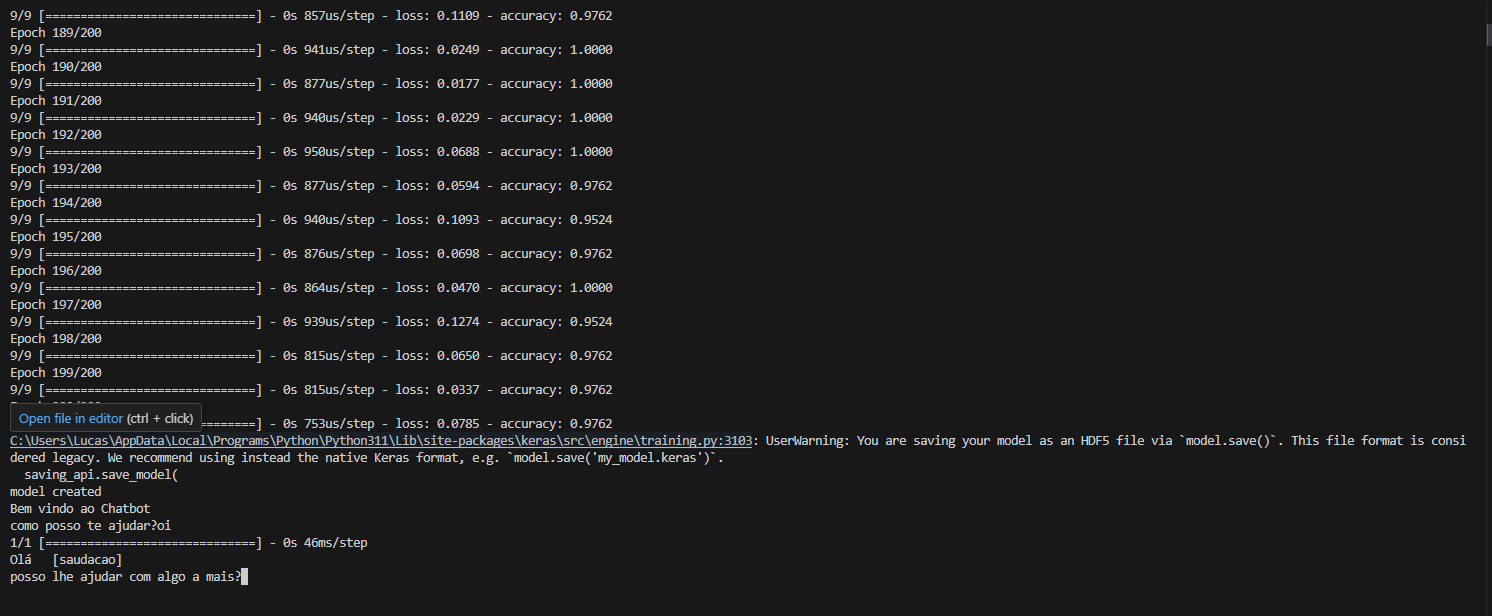 9/9 [==============================] - 0s 857us/step - loss: 0.1109 - accuracy: 0.9762
Epoch 189/200
9/9 [==============================] - 0s 941us/step - loss: 0.0249 - accuracy: 1.0000
Epoch 190/200
9/9 [==============================] - 0s 877us/step - loss: 0.0177 - accuracy: 1.0000
Epoch 191/200
9/9 [==============================] - 0s 940us/step - loss: 0.0229 - accuracy: 1.0000
Epoch 192/200
9/9 [==============================] - 0s 950us/step - loss: 0.0688 - accuracy: 1.0000
Epoch 193/200
9/9 [==============================] - 0s 877us/step - loss: 0.0594 - accuracy: 0.9762
Epoch 194/200
9/9 [==============================] - 0s 940us/step - loss: 0.1093 - accuracy: 0.9524
Epoch 195/200
9/9 [==============================] - 0s 876us/step - loss: 0.0698 - accuracy: 0.9762
Epoch 196/200
9/9 [==============================] - 0s 864us/step - loss: 0.0470 - accuracy: 1.0000
Epoch 197/200
9/9 [==============================] - 0s 939us/step - loss: 0.1274 - accuracy: 0.9524
Epoch 198/200
9/9 [==============================] - 0s 815us/step - loss: 0.0650 - accuracy: 0.9762
Epoch 199/200
9/9 [==============================] - 0s 815us/step - loss: 0.0337 - accuracy: 0.9762
Open file in editor (ctrl + click)
========] - 0s 753us/step - loss: 0.0785 - accuracy: 0.9762
C:\Users\Lucas\AppData\Local\Programs\Python\Python311\Lib\site-packages\keras\src\engine\training.py:3103: UserWarning: You are saving your model as an HDF5 file via `model.save()`. This file format is consi
dered legacy. We recommend using instead the native Keras format, e.g. `model.save('my_model.keras')`.
  saving_api.save_model(
model created
Bem vindo ao Chatbot
como posso te ajudar?oi
1/1 [==============================] - 0s 46ms/step
Olá   [saudacao]
posso lhe ajudar com algo a mais?